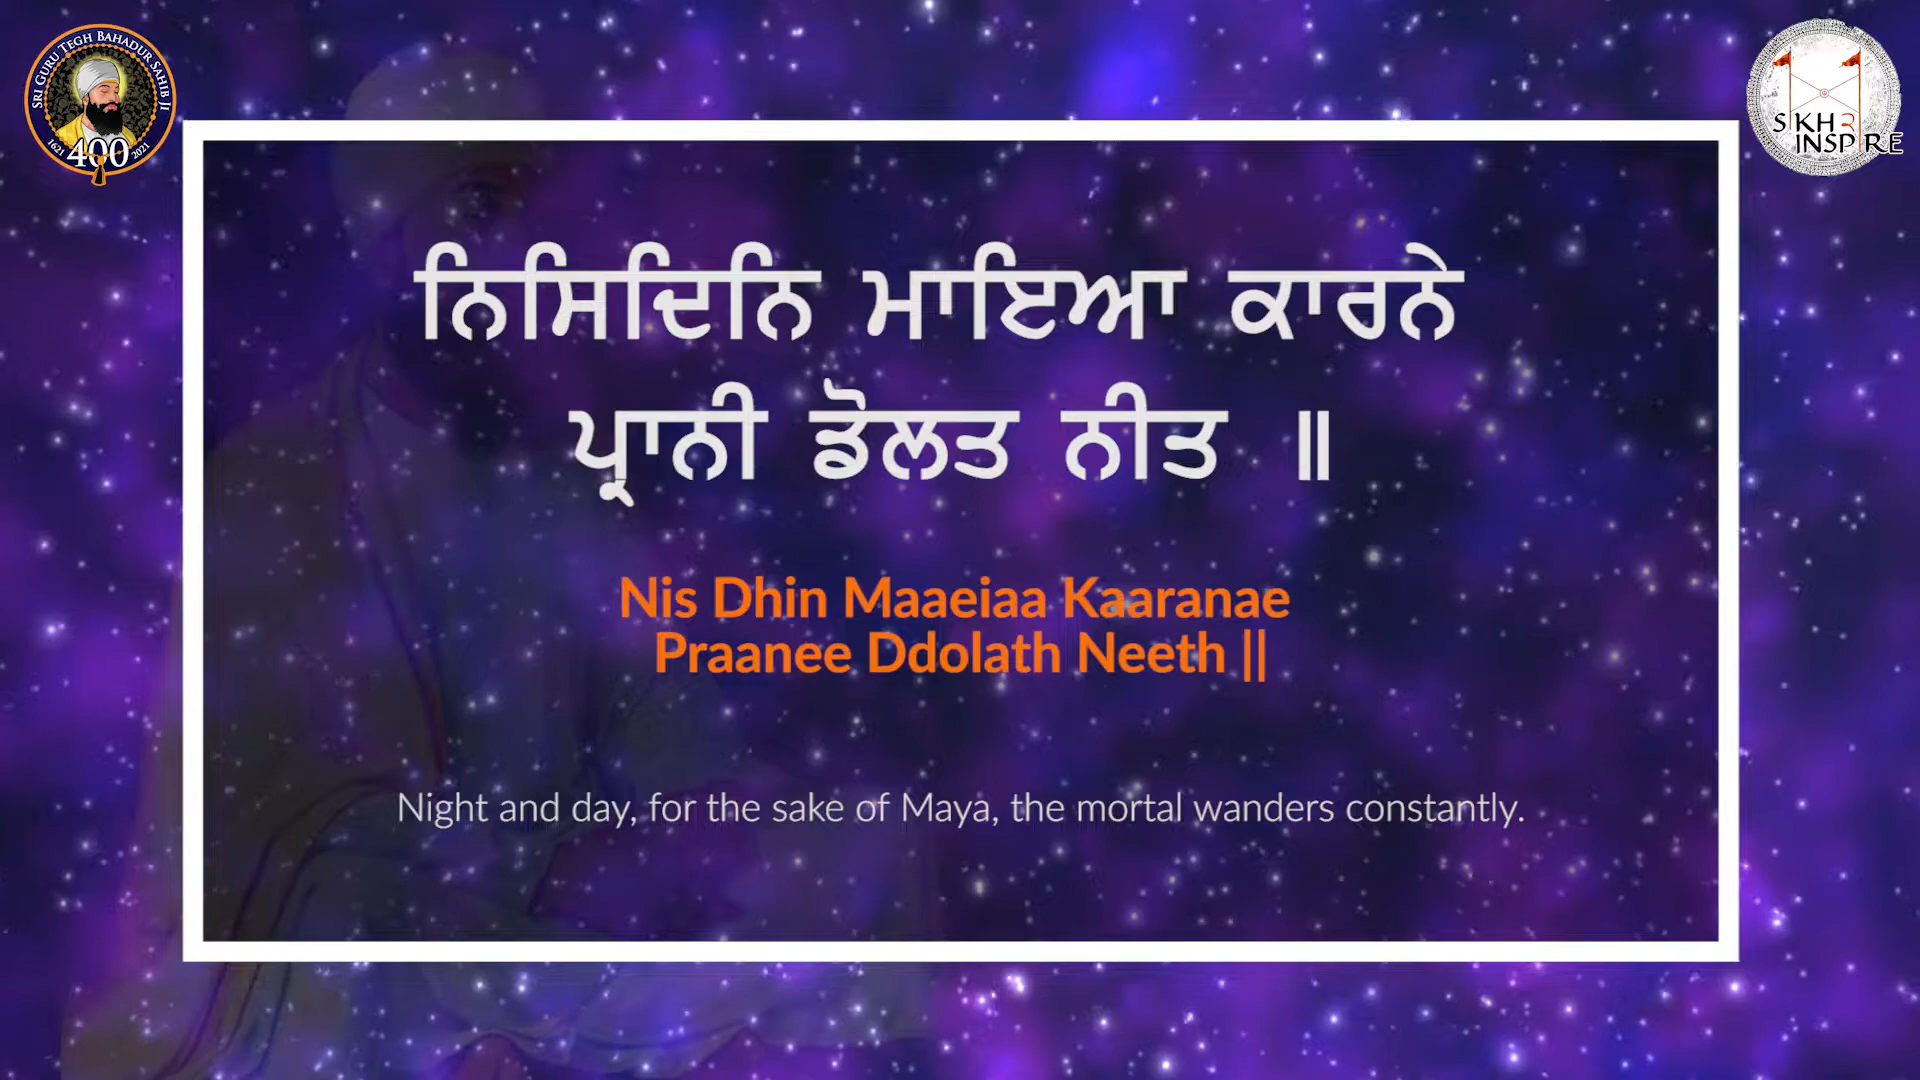 SRI GURU TEGH BAHADUR SAHIB JI
1621 400 2021
SIKH 2
INSPIRE
ਨਿਸਿਦਿਨਿ ਮਾਇਆ ਕਾਰਨੇ
ਪ੍ਰਾਨੀ ਡੋਲਤ ਨੀਤ ॥
Nis Dhin Maaeiaa Kaaranae
Praanee Ddolath Neeth ||
Night and day, for the sake of Maya, the mortal wanders constantly.